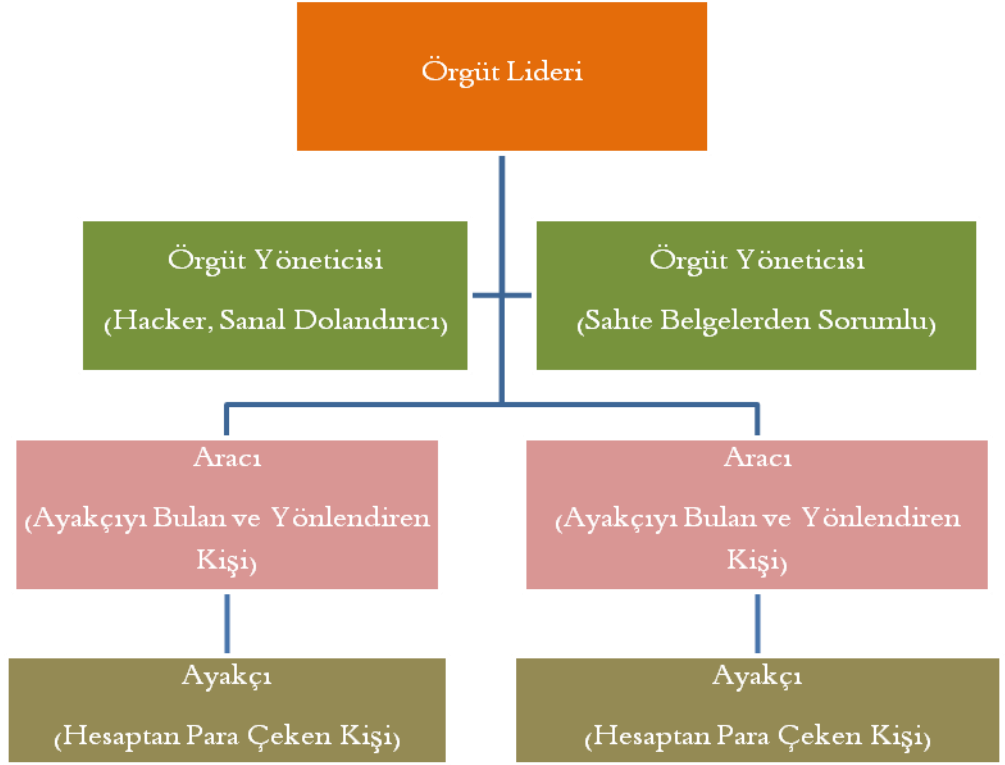 Örgüt Lideri
Örgüt Yöneticisi
(Hacker, Sanal Dolandırıcı)
Örgüt Yöneticisi
(Sahte Belgelerden Sorumlu)
Aracı
(Ayakçıyı Bulan ve Yönlendiren
Kişi)
Aracı
(Ayakçıyı Bulan ve Yönlendiren
Kişi)
Ayakçı
(Hesaptan Para Çeken Kişi)
Ayakçı
(Hesaptan Para Çeken Kişi)